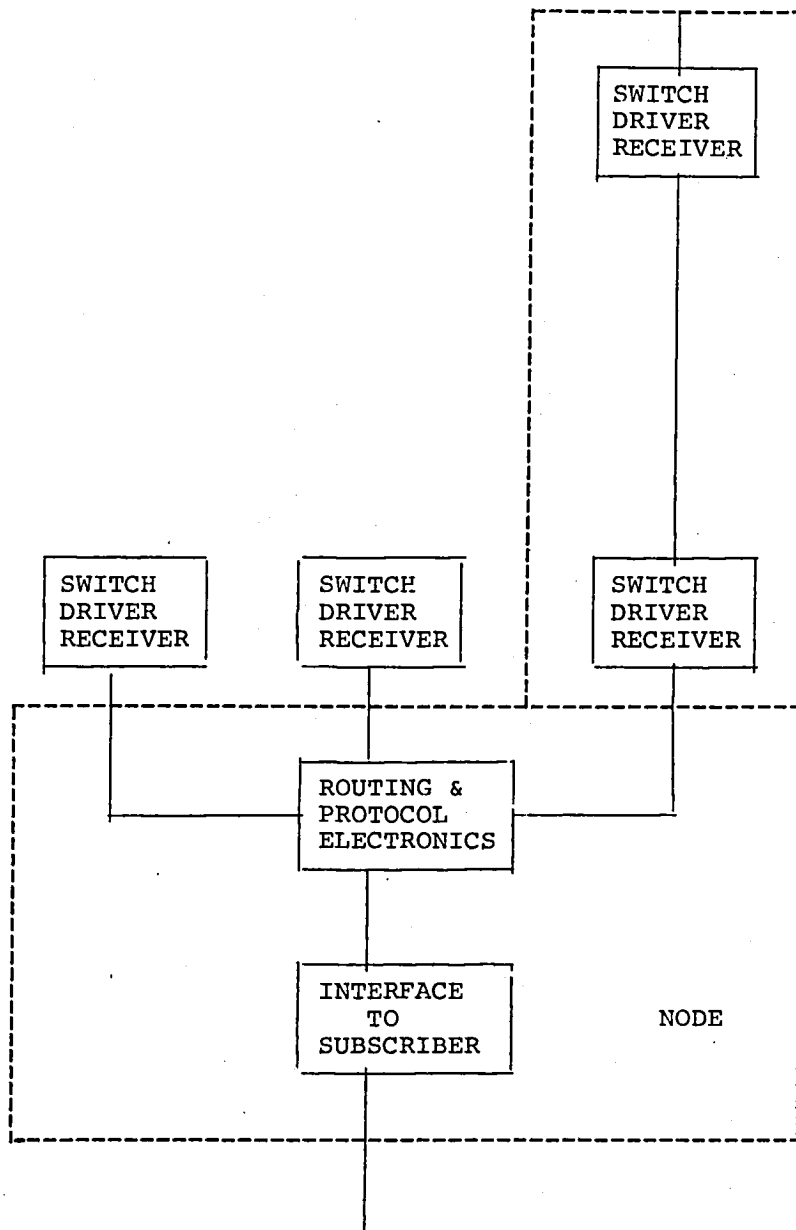 SWITCH
DRIVER
RECEIVER
SWITCH
DRIVER
RECEIVER
SWITCH
DRIVER
RECEIVER
SWITCH
DRIVER
RECEIVER
ROUTING &
PROTOCOL
ELECTRONICS
INTERFACE
TO
SUBSCRIBER
NODE